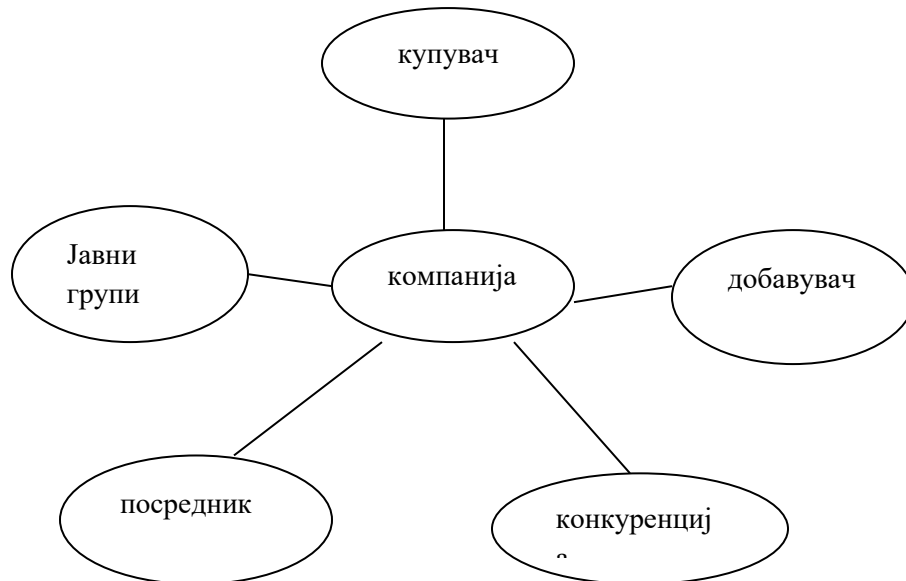 купувач
Јавни
групи
компанија
добавувач
посредник
конкуренциј
а